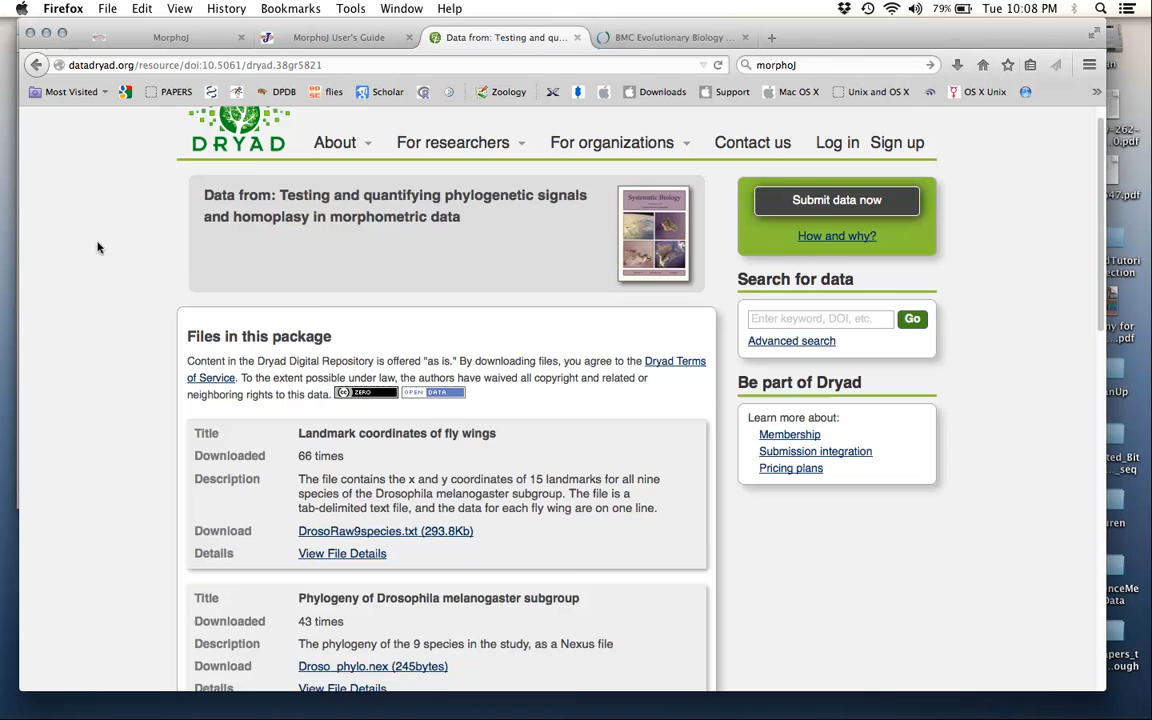 Firefox File Edit View History Bookmarks Tools Window Help 79% Tue 10:08 PM
MorphoJ MorphoJ User's Guide Data from: Testing and qu... BMC Evolutionary Biology ...
datadryad.org/resource/doi:10.5061/dryad.38gr5821 morphoJ
Most Visited PAPERS DPDB flies Scholar Zoology Downloads Support Mac OS X Unix and OS X OS X Unix
DRYAD About For researchers For organizations Contact us Log in Sign up
Data from: Testing and quantifying phylogenetic signals
and homoplasy in morphometric data
Systematic Biology
Submit data now
How and why?
Search for data
Enter keyword, DOI, etc. Go
Advanced search
Be part of Dryad
Learn more about:
Membership
Submission integration
Pricing plans
Files in this package
Content in the Dryad Digital Repository is offered "as is." By downloading files, you agree to the Dryad Terms
of Service. To the extent possible under law, the authors have waived all copyright and related or
neighboring rights to this data. cc ZERO OPEN DATA
Title Landmark coordinates of fly wings
Downloaded 66 times
Description The file contains the x and y coordinates of 15 landmarks for all nine
species of the Drosophila melanogaster subgroup. The file is a
tab-delimited text file, and the data for each fly wing are on one line.
Download DrosoRaw9species.txt (293.8Kb)
Details View File Details
Title Phylogeny of Drosophila melanogaster subgroup
Downloaded 43 times
Description The phylogeny of the 9 species in the study, as a Nexus file
Download Droso_phylo.nex (245bytes)
Details View File Details